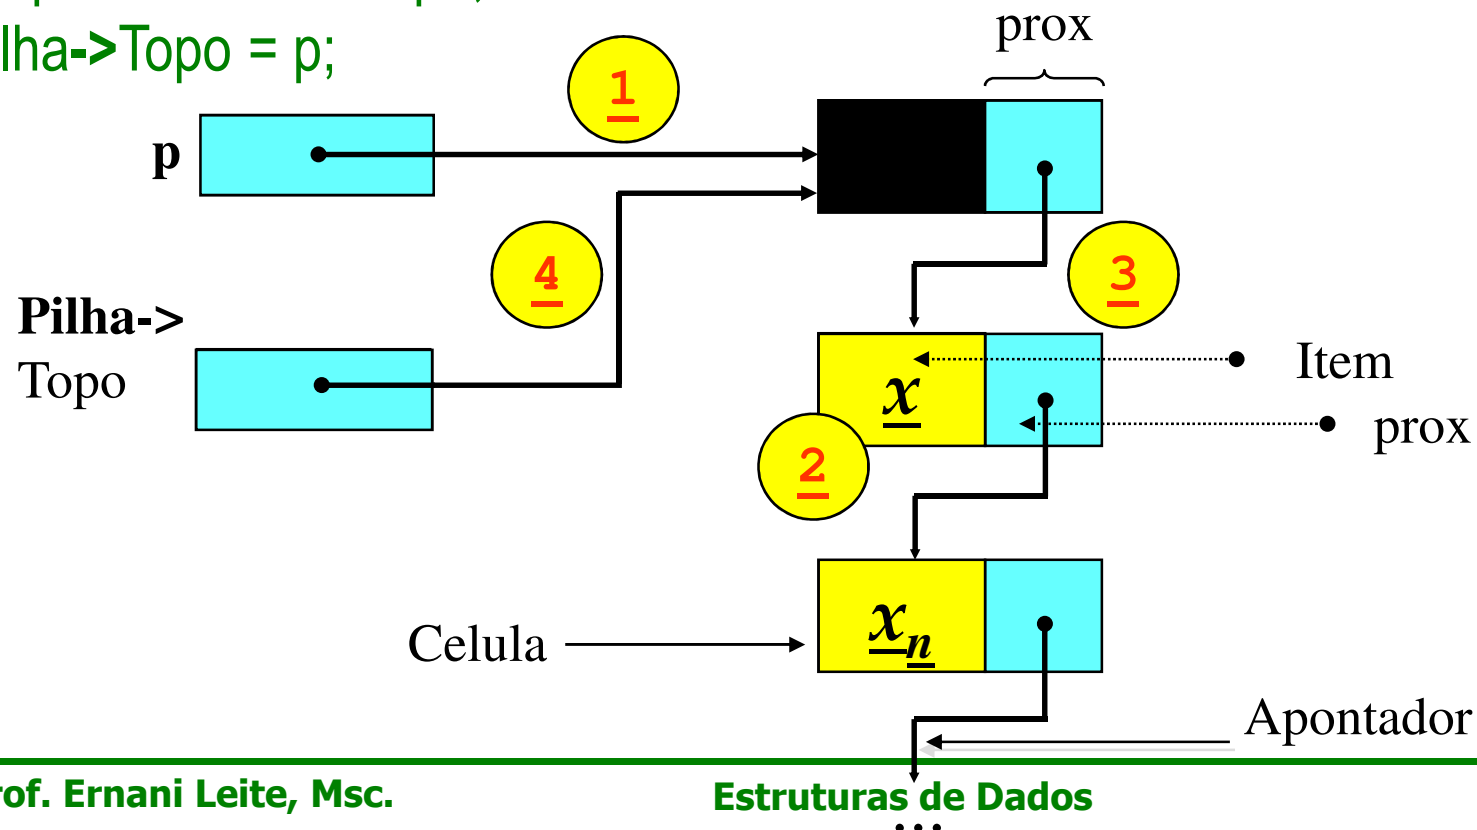 lha->Topo = p;
prox
1
p
4
3
Pilha->
Topo
Item
x
prox
2
Celula
xn
Apontador
rof. Ernani Leite, Msc.
Estruturas de Dados
...